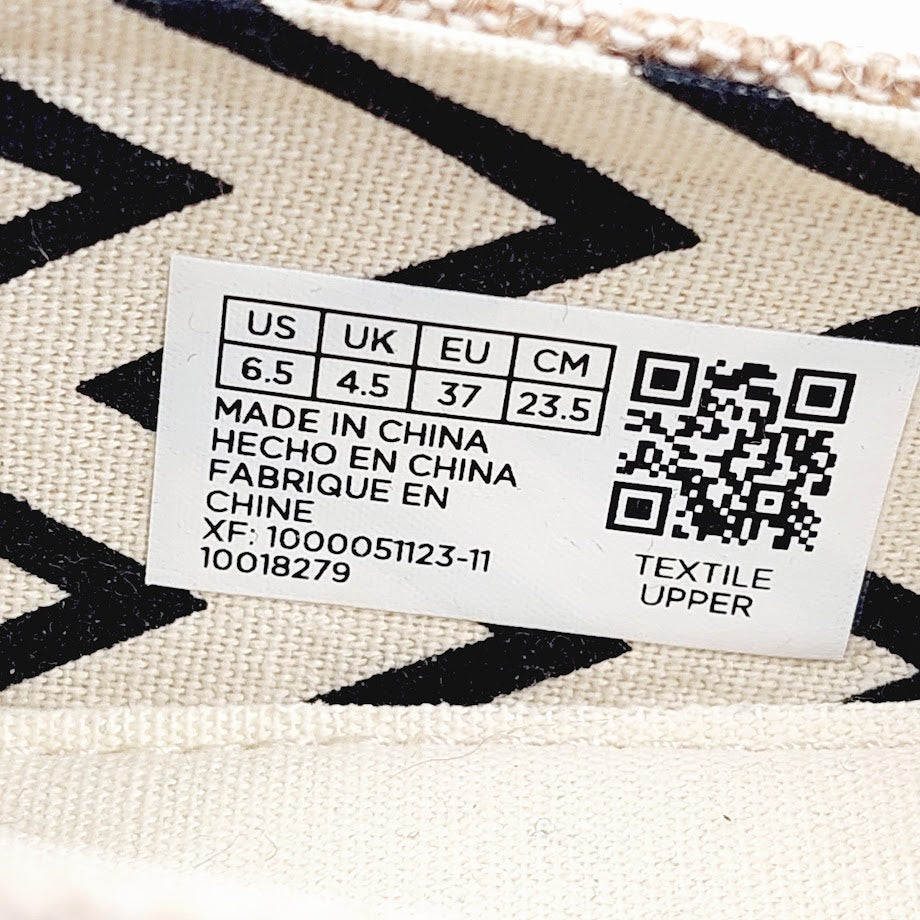 US UK EU CM
6.5 4.5 37 23.5
MADE IN CHINA
HECHO EN CHINA
FABRIQUE EN
CHINE
XF: 1000051123-11
10018279
TEXTILE
UPPER